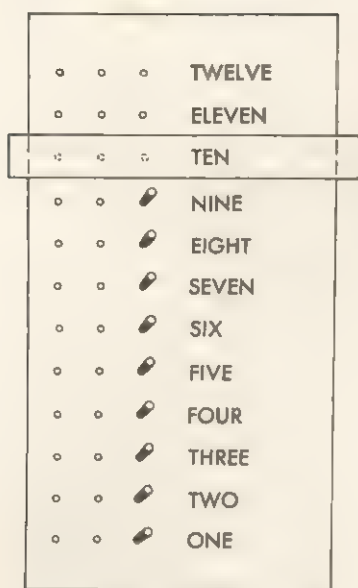 TWELVE
ELEVEN
TEN
NINE
EIGHT
SEVEN
SIX
FIVE
FOUR
THREE
TWO
ONE